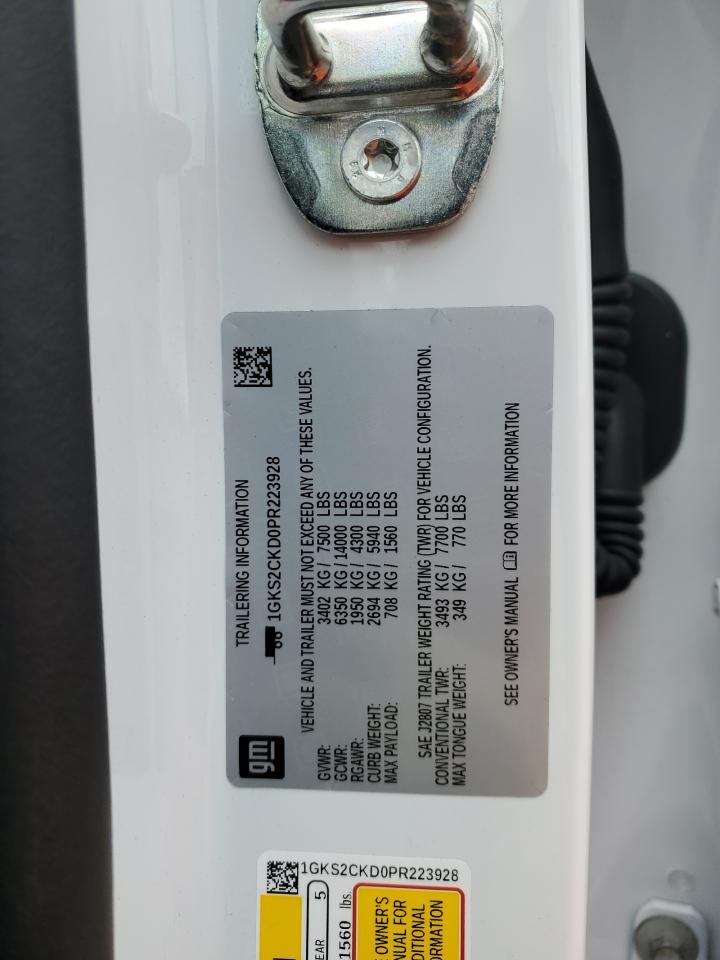 TRAILERING INFORMATION
1GKS2CKD0PR223928
VEHICLE AND TRAILER MUST NOT EXCEED ANY OF THESE VALUES.
GVWR: 3402 KG / 7500 LBS
GCWR: 6350 KG / 14000 LBS
RGAWR: 1950 KG / 4300 LBS
CURB WEIGHT: 2694 KG / 5940 LBS
MAX PAYLOAD: 708 KG / 1560 LBS
SAE J2807 TRAILER WEIGHT RATING (TWR) FOR VEHICLE CONFIGURATION.
CONVENTIONAL TWR: 3493 KG / 7700 LBS
MAX TONGUE WEIGHT: 349 KG / 770 LBS
SEE OWNER'S MANUAL FOR MORE INFORMATION
gm
1GKS2CKD0PR223928
EAR 5
1560 lbs.
OWNER'S
FOR